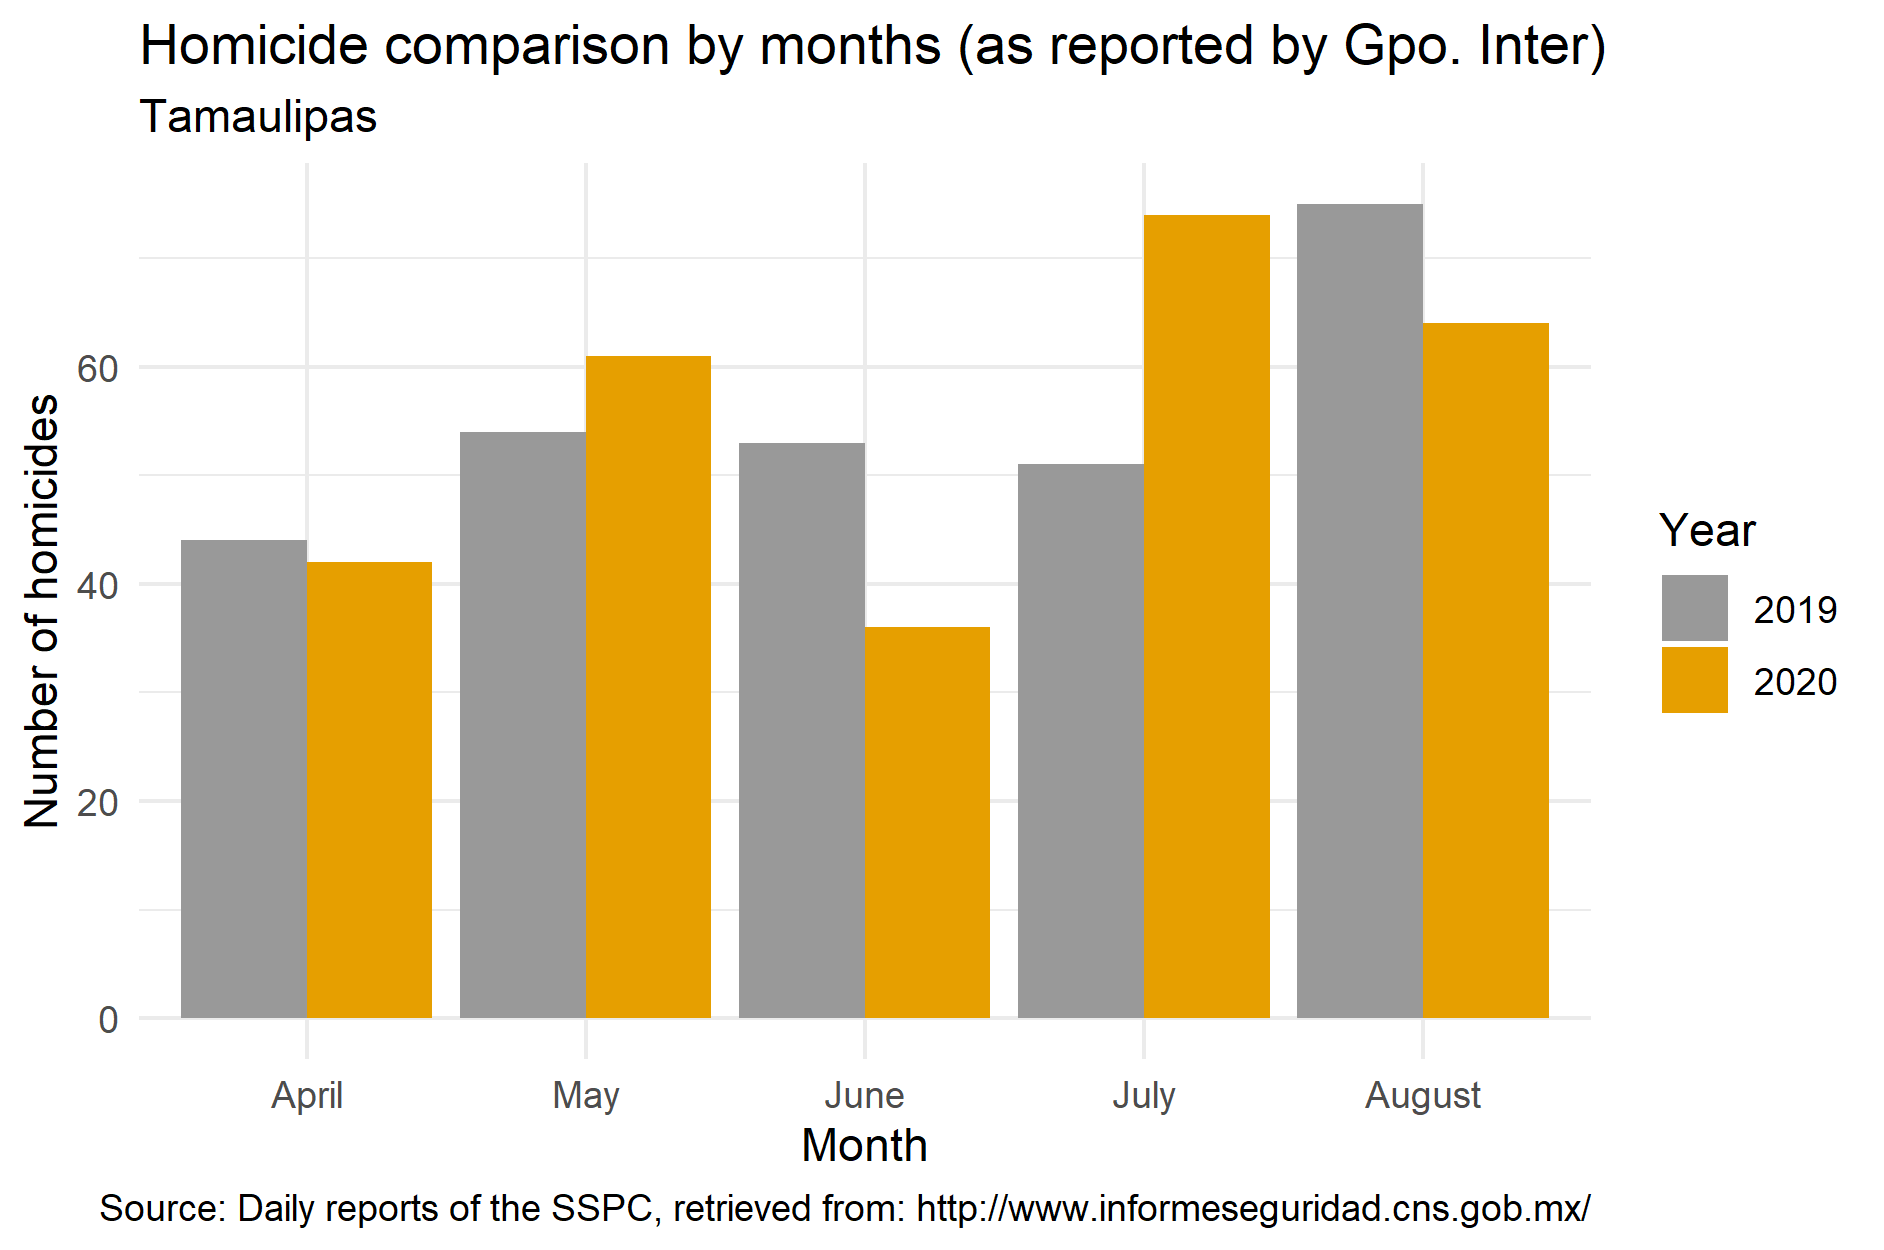 Homicide comparison by months (as reported by Gpo. Inter)
Tamaulipas
Number of homicides
60
40
20
0
April May June July August
Month
Year
2019
2020
Source: Daily reports of the SSPC, retrieved from: http://www.informeseguridad.cns.gob.mx/